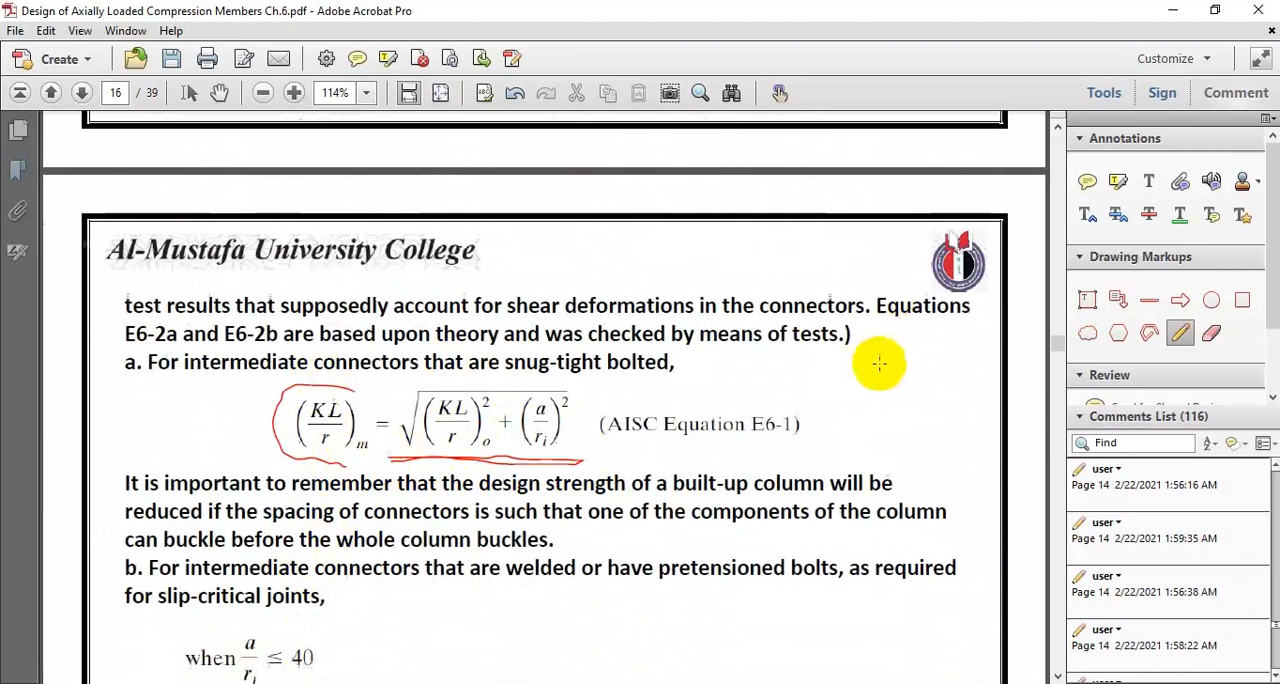 Design of Axially Loaded Compression Members Ch.6.pdf - Adobe Acrobat Pro
File Edit View Window Help
Create Customize
16 / 39 114% Tools Sign Comment
Annotations
Drawing Markups
Review
Comments List (116)
Find
user
Page 14 2/22/2021 1:56:16 AM
user
Page 14 2/22/2021 1:59:35 AM
user
Page 14 2/22/2021 1:56:38 AM
user
Page 14 2/22/2021 1:58:22 AM
user
Al-Mustafa University College
test results that supposedly account for shear deformations in the connectors. Equations
E6-2a and E6-2b are based upon theory and was checked by means of tests.)
a. For intermediate connectors that are snug-tight bolted,
(KL/r)m = √((KL/r)o² + (a/ri)²) (AISC Equation E6-1)
It is important to remember that the design strength of a built-up column will be
reduced if the spacing of connectors is such that one of the components of the column
can buckle before the whole column buckles.
b. For intermediate connectors that are welded or have pretensioned bolts, as required
for slip-critical joints,
when a/ri ≤ 40